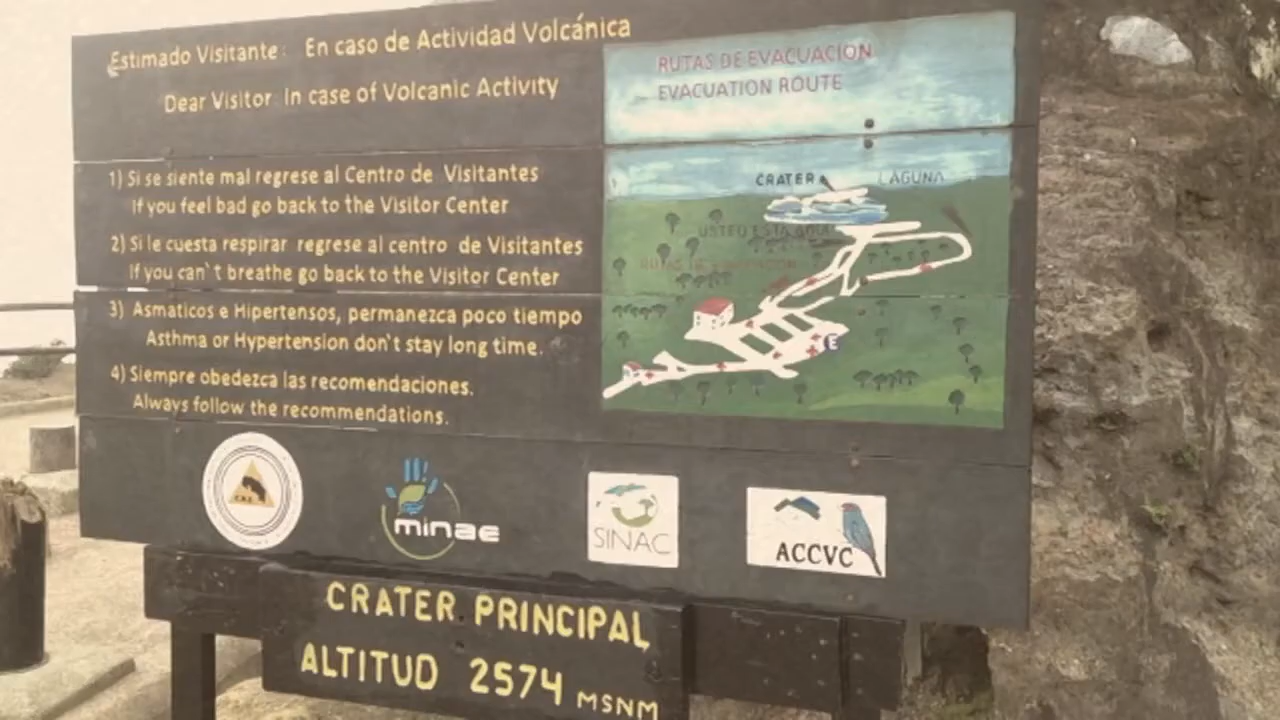 Estimado Visitante: En caso de Actividad Volcánica
Dear Visitor: In case of Volcanic Activity
1) Si se siente mal regrese al Centro de Visitantes
If you feel bad go back to the Visitor Center
2) Si le cuesta respirar regrese al centro de Visitantes
If you can't breathe go back to the Visitor Center
3) Asmaticos e Hipertensos, permanezca poco tiempo
Asthma or Hypertension don't stay long time.
4) Siempre obedezca las recomendaciones.
Always follow the recommendations.
RUTAS DE EVACUACION
EVACUATION ROUTE
CRATER LAGUNA
USTED ESTA AQUI
RUTAS DE
E
minae
SINAC
ACCVC
CRATER PRINCIPAL
ALTITUD 2574 MSNM